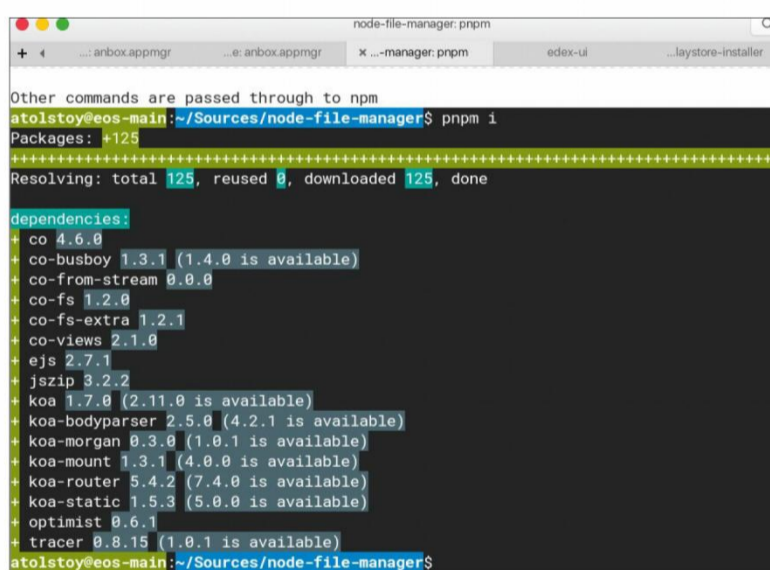 node-file-manager: pnpm
...: anbox.appmgr
...e: anbox.appmgr
× ...-manager: pnpm
edex-ui
...laystore-installer
Other commands are passed through to npm
atolstoy@eos-main:~/Sources/node-file-manager$ pnpm i
Packages: +125
++++++++++++++++++++++++++++++++++++++++++++++++++++++++++++++++++++++++++++++++++++
Resolving: total 125, reused 0, downloaded 125, done
dependencies:
+ co 4.6.0
+ co-busboy 1.3.1 (1.4.0 is available)
+ co-from-stream 0.0.0
+ co-fs 1.2.0
+ co-fs-extra 1.2.1
+ co-views 2.1.0
+ ejs 2.7.1
+ jszip 3.2.2
+ koa 1.7.0 (2.11.0 is available)
+ koa-bodyparser 2.5.0 (4.2.1 is available)
+ koa-morgan 0.3.0 (1.0.1 is available)
+ koa-mount 1.3.1 (4.0.0 is available)
+ koa-router 5.4.2 (7.4.0 is available)
+ koa-static 1.5.3 (5.0.0 is available)
+ optimist 0.6.1
+ tracer 0.8.15 (1.0.1 is available)
atolstoy@eos-main:~/Sources/node-file-manager$